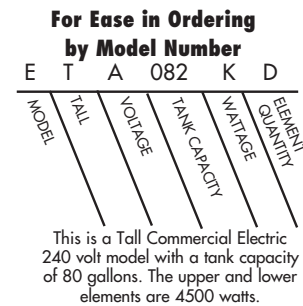 For Ease in Ordering
by Model Number
E T A 082 K D
MODEL
TALL
VOLTAGE
TANK CAPACITY
WATTAGE
ELEMENT
QUANTITY
This is a Tall Commercial Electric
240 volt model with a tank capacity
of 80 gallons. The upper and lower
elements are 4500 watts.